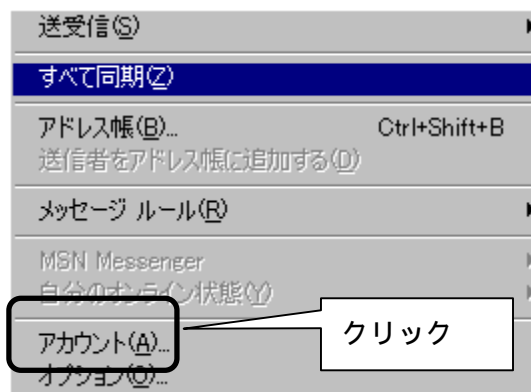 送受信(S)
すべて同期(Z)
アドレス帳(B)... Ctrl+Shift+B
送信者をアドレス帳に追加する(D)
メッセージ ルール(R)
MSN Messenger
自分のオンライン状態(Y)
アカウント(A)...
クリック
オプション(O)...